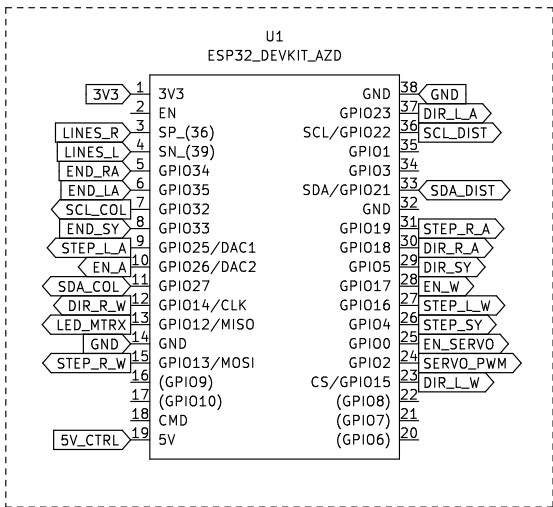 U1
ESP32_DEVKIT_AZD
3V3 1 3V3 GND 38 GND
2 EN GPIO23 37 DIR_L_A
LINES_R 3 SP_(36) SCL/GPIO22 36 SCL_DIST
LINES_L 4 SN_(39) GPIO1 35
END_RA 5 GPIO34 GPIO3 34
END_LA 6 GPIO35 SDA/GPIO21 33 SDA_DIST
SCL_COL 7 GPIO32 GND 32
END_SY 8 GPIO33 GPIO19 31 STEP_R_A
STEP_L_A 9 GPIO25/DAC1 GPIO18 30 DIR_R_A
EN_A 10 GPIO26/DAC2 GPIO5 29 DIR_SY
SDA_COL 11 GPIO27 GPIO17 28 EN_W
DIR_R_W 12 GPIO14/CLK GPIO16 27 STEP_L_W
LED_MTRX 13 GPIO12/MISO GPIO4 26 STEP_SY
GND 14 GND GPIO0 25 EN_SERVO
STEP_R_W 15 GPIO13/MOSI GPIO2 24 SERVO_PWM
16 (GPIO9) CS/GPIO15 23 DIR_L_W
17 (GPIO10) (GPIO8) 22
18 CMD (GPIO7) 21
5V_CTRL 19 5V (GPIO6) 20